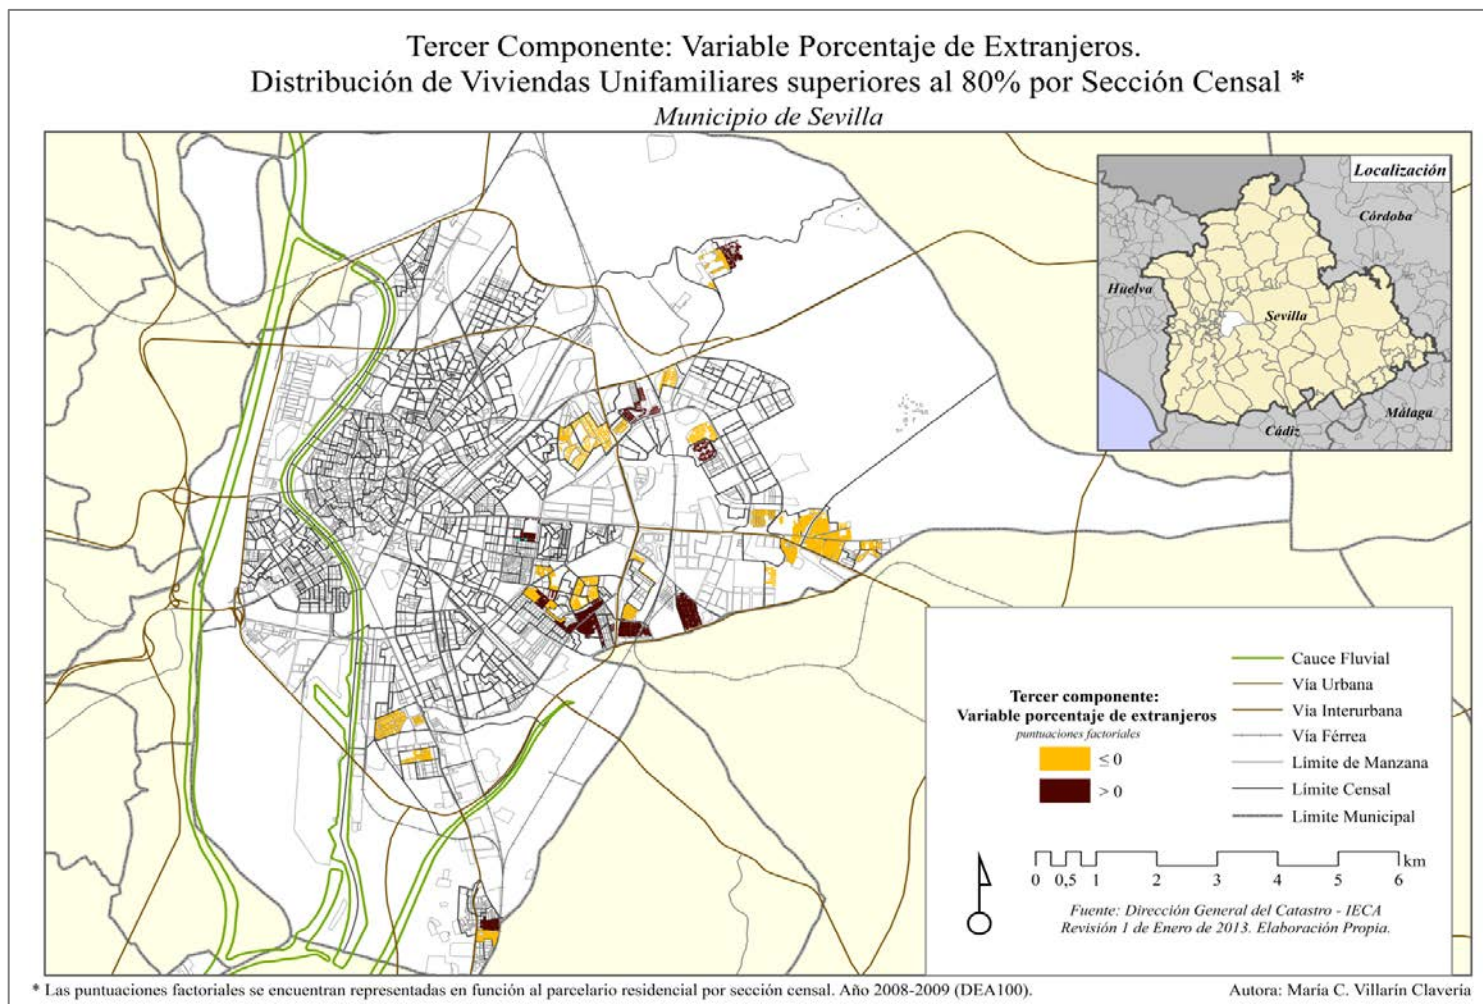 Tercer Componente: Variable Porcentaje de Extranjeros.
Distribución de Viviendas Unifamiliares superiores al 80% por Sección Censal *
Municipio de Sevilla
Localización
Córdoba
Huelva
Sevilla
Málaga
Cádiz
Tercer componente:
Variable porcentaje de extranjeros
puntuaciones factoriales
≤ 0
> 0
Cauce Fluvial
Vía Urbana
Vía Interurbana
Vía Férrea
Límite de Manzana
Límite Censal
Límite Municipal
km
0 0,5 1 2 3 4 5 6
Fuente: Dirección General del Catastro - IECA
Revisión 1 de Enero de 2013. Elaboración Propia.
* Las puntuaciones factoriales se encuentran representadas en función al parcelario residencial por sección censal. Año 2008-2009 (DEA100).
Autora: María C. Villarín Clavería